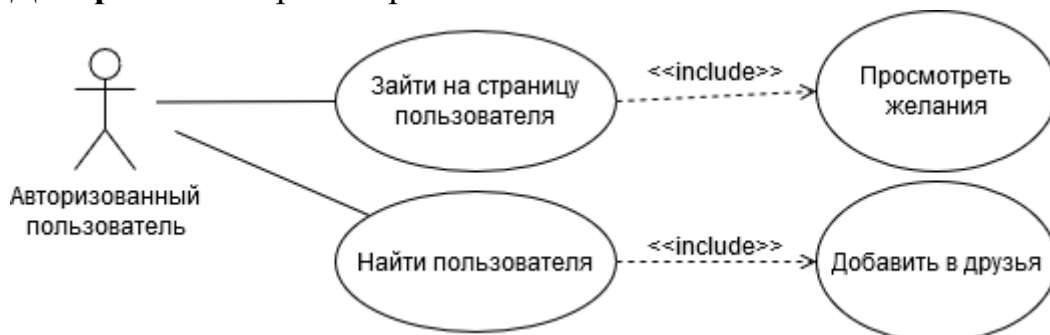 Зайти на страницу
пользователя
<<include>>
Просмотреть
желания
Авторизованный
пользователь
Найти пользователя
<<include>>
Добавить в друзья